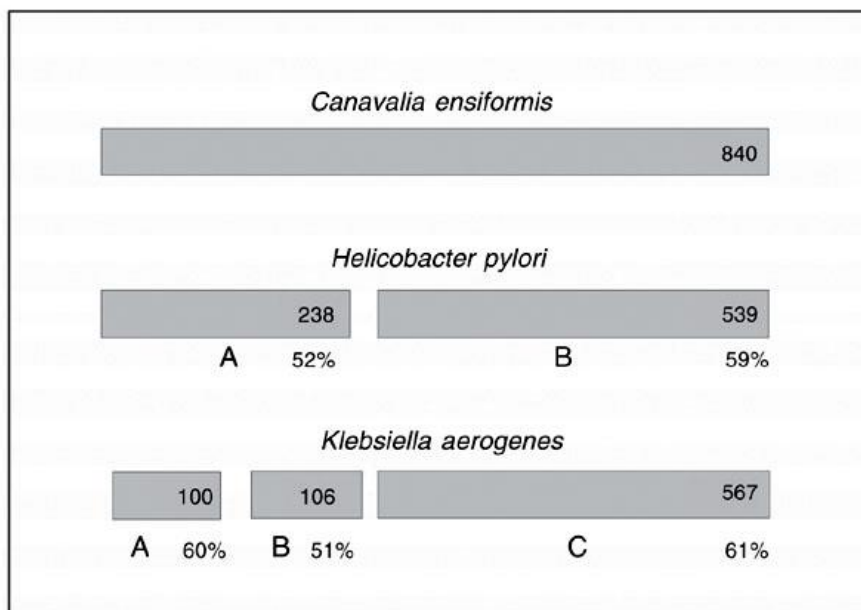 Canavalia ensiformis
840
Helicobacter pylori
238 539
A 52% B 59%
Klebsiella aerogenes
100 106 567
A 60% B 51% C 61%